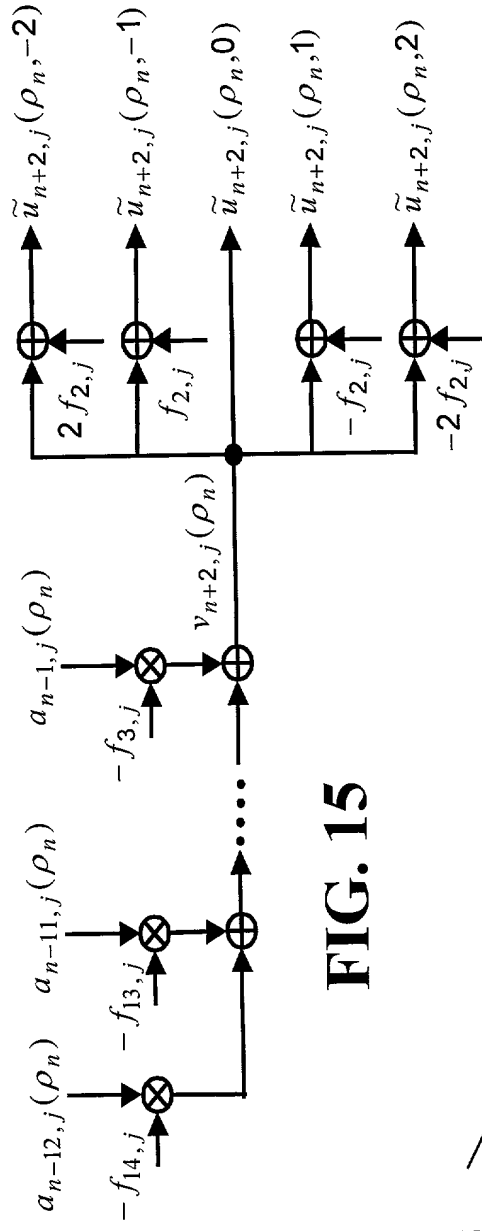 a_{n-12,j}(ρ_n)
a_{n-11,j}(ρ_n)
a_{n-1,j}(ρ_n)
-f_{14,j}
-f_{13,j}
-f_{3,j}
v_{n+2,j}(ρ_n)
2f_{2,j}
f_{2,j}
-f_{2,j}
-2f_{2,j}
ũ_{n+2,j}(ρ_n,-2)
ũ_{n+2,j}(ρ_n,-1)
ũ_{n+2,j}(ρ_n,0)
ũ_{n+2,j}(ρ_n,1)
ũ_{n+2,j}(ρ_n,2)
FIG. 15